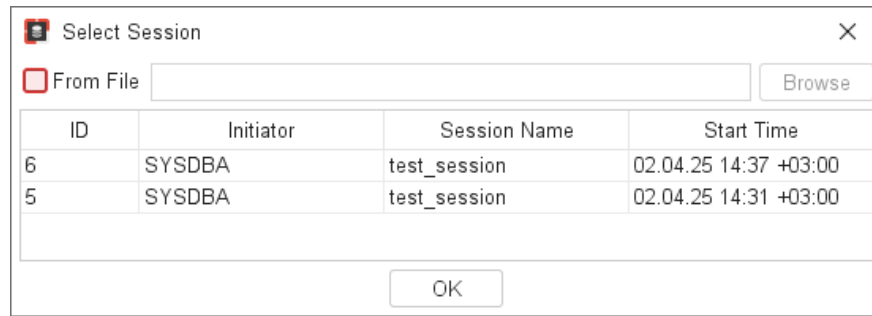 Select Session
From File Browse
ID Initiator Session Name Start Time
6 SYSDBA test_session 02.04.25 14:37 +03:00
5 SYSDBA test_session 02.04.25 14:31 +03:00
OK